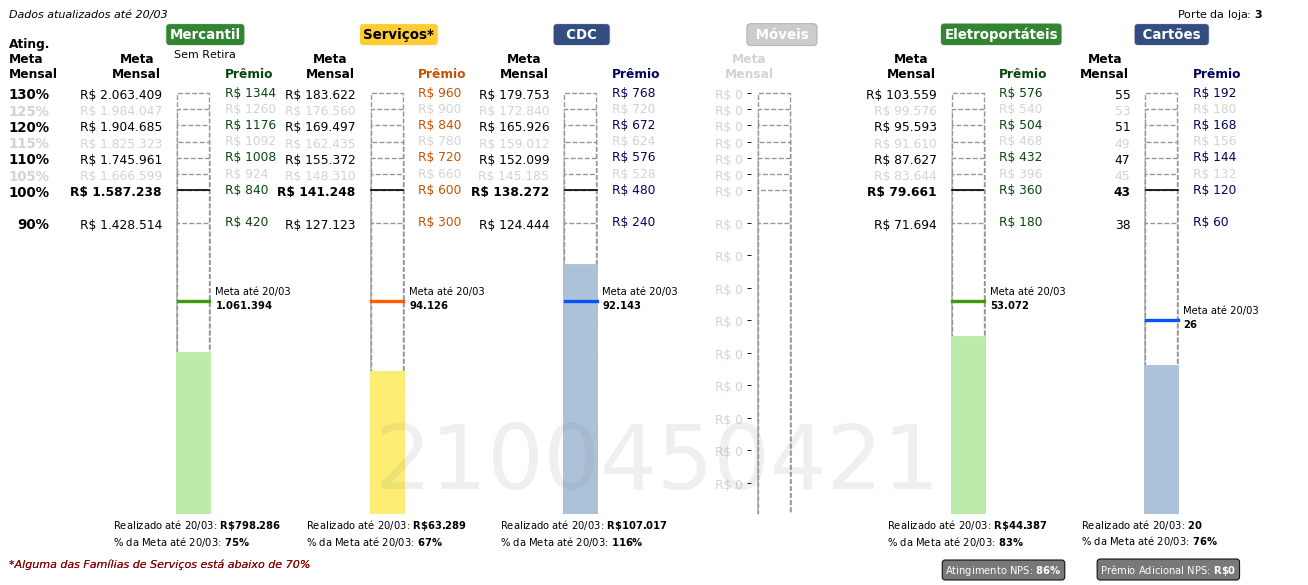 Dados atualizados até 20/03 Porte da loja: 3
Mercantil Serviços* CDC Móveis Eletroportáteis Cartões
Sem Retira
Ating. Meta Mensal Meta Mensal Prêmio Meta Mensal Prêmio Meta Mensal Prêmio Meta Mensal Meta Mensal Prêmio Meta Mensal Prêmio
130% R$ 2.063.409 R$ 1344 R$ 183.622 R$ 960 R$ 179.753 R$ 768 R$ 0 R$ 103.559 R$ 576 55 R$ 192
125% R$ 1.984.047 R$ 1260 R$ 176.560 R$ 900 R$ 172.840 R$ 720 R$ 0 R$ 99.576 R$ 540 53 R$ 180
120% R$ 1.904.685 R$ 1176 R$ 169.497 R$ 840 R$ 165.926 R$ 672 R$ 0 R$ 95.593 R$ 504 51 R$ 168
115% R$ 1.825.323 R$ 1092 R$ 162.435 R$ 780 R$ 159.012 R$ 624 R$ 0 R$ 91.610 R$ 468 49 R$ 156
110% R$ 1.745.961 R$ 1008 R$ 155.372 R$ 720 R$ 152.099 R$ 576 R$ 0 R$ 87.627 R$ 432 47 R$ 144
105% R$ 1.666.599 R$ 924 R$ 148.310 R$ 660 R$ 145.185 R$ 528 R$ 0 R$ 83.644 R$ 396 45 R$ 132
100% R$ 1.587.238 R$ 840 R$ 141.248 R$ 600 R$ 138.272 R$ 480 R$ 0 R$ 79.661 R$ 360 43 R$ 120
90% R$ 1.428.514 R$ 420 R$ 127.123 R$ 300 R$ 124.444 R$ 240 R$ 0 R$ 71.694 R$ 180 38 R$ 60
R$ 0
R$ 0
R$ 0
R$ 0
R$ 0
R$ 0
R$ 0
R$ 0
Meta até 20/03 Meta até 20/03 Meta até 20/03 Meta até 20/03 Meta até 20/03
1.061.394 94.126 92.143 53.072 26
2100450421
Realizado até 20/03: R$798.286 Realizado até 20/03: R$63.289 Realizado até 20/03: R$107.017 Realizado até 20/03: R$44.387 Realizado até 20/03: 20
% da Meta até 20/03: 75% % da Meta até 20/03: 67% % da Meta até 20/03: 116% % da Meta até 20/03: 83% % da Meta até 20/03: 76%
*Alguma das Famílias de Serviços está abaixo de 70% Atingimento NPS: 86% Prêmio Adicional NPS: R$0